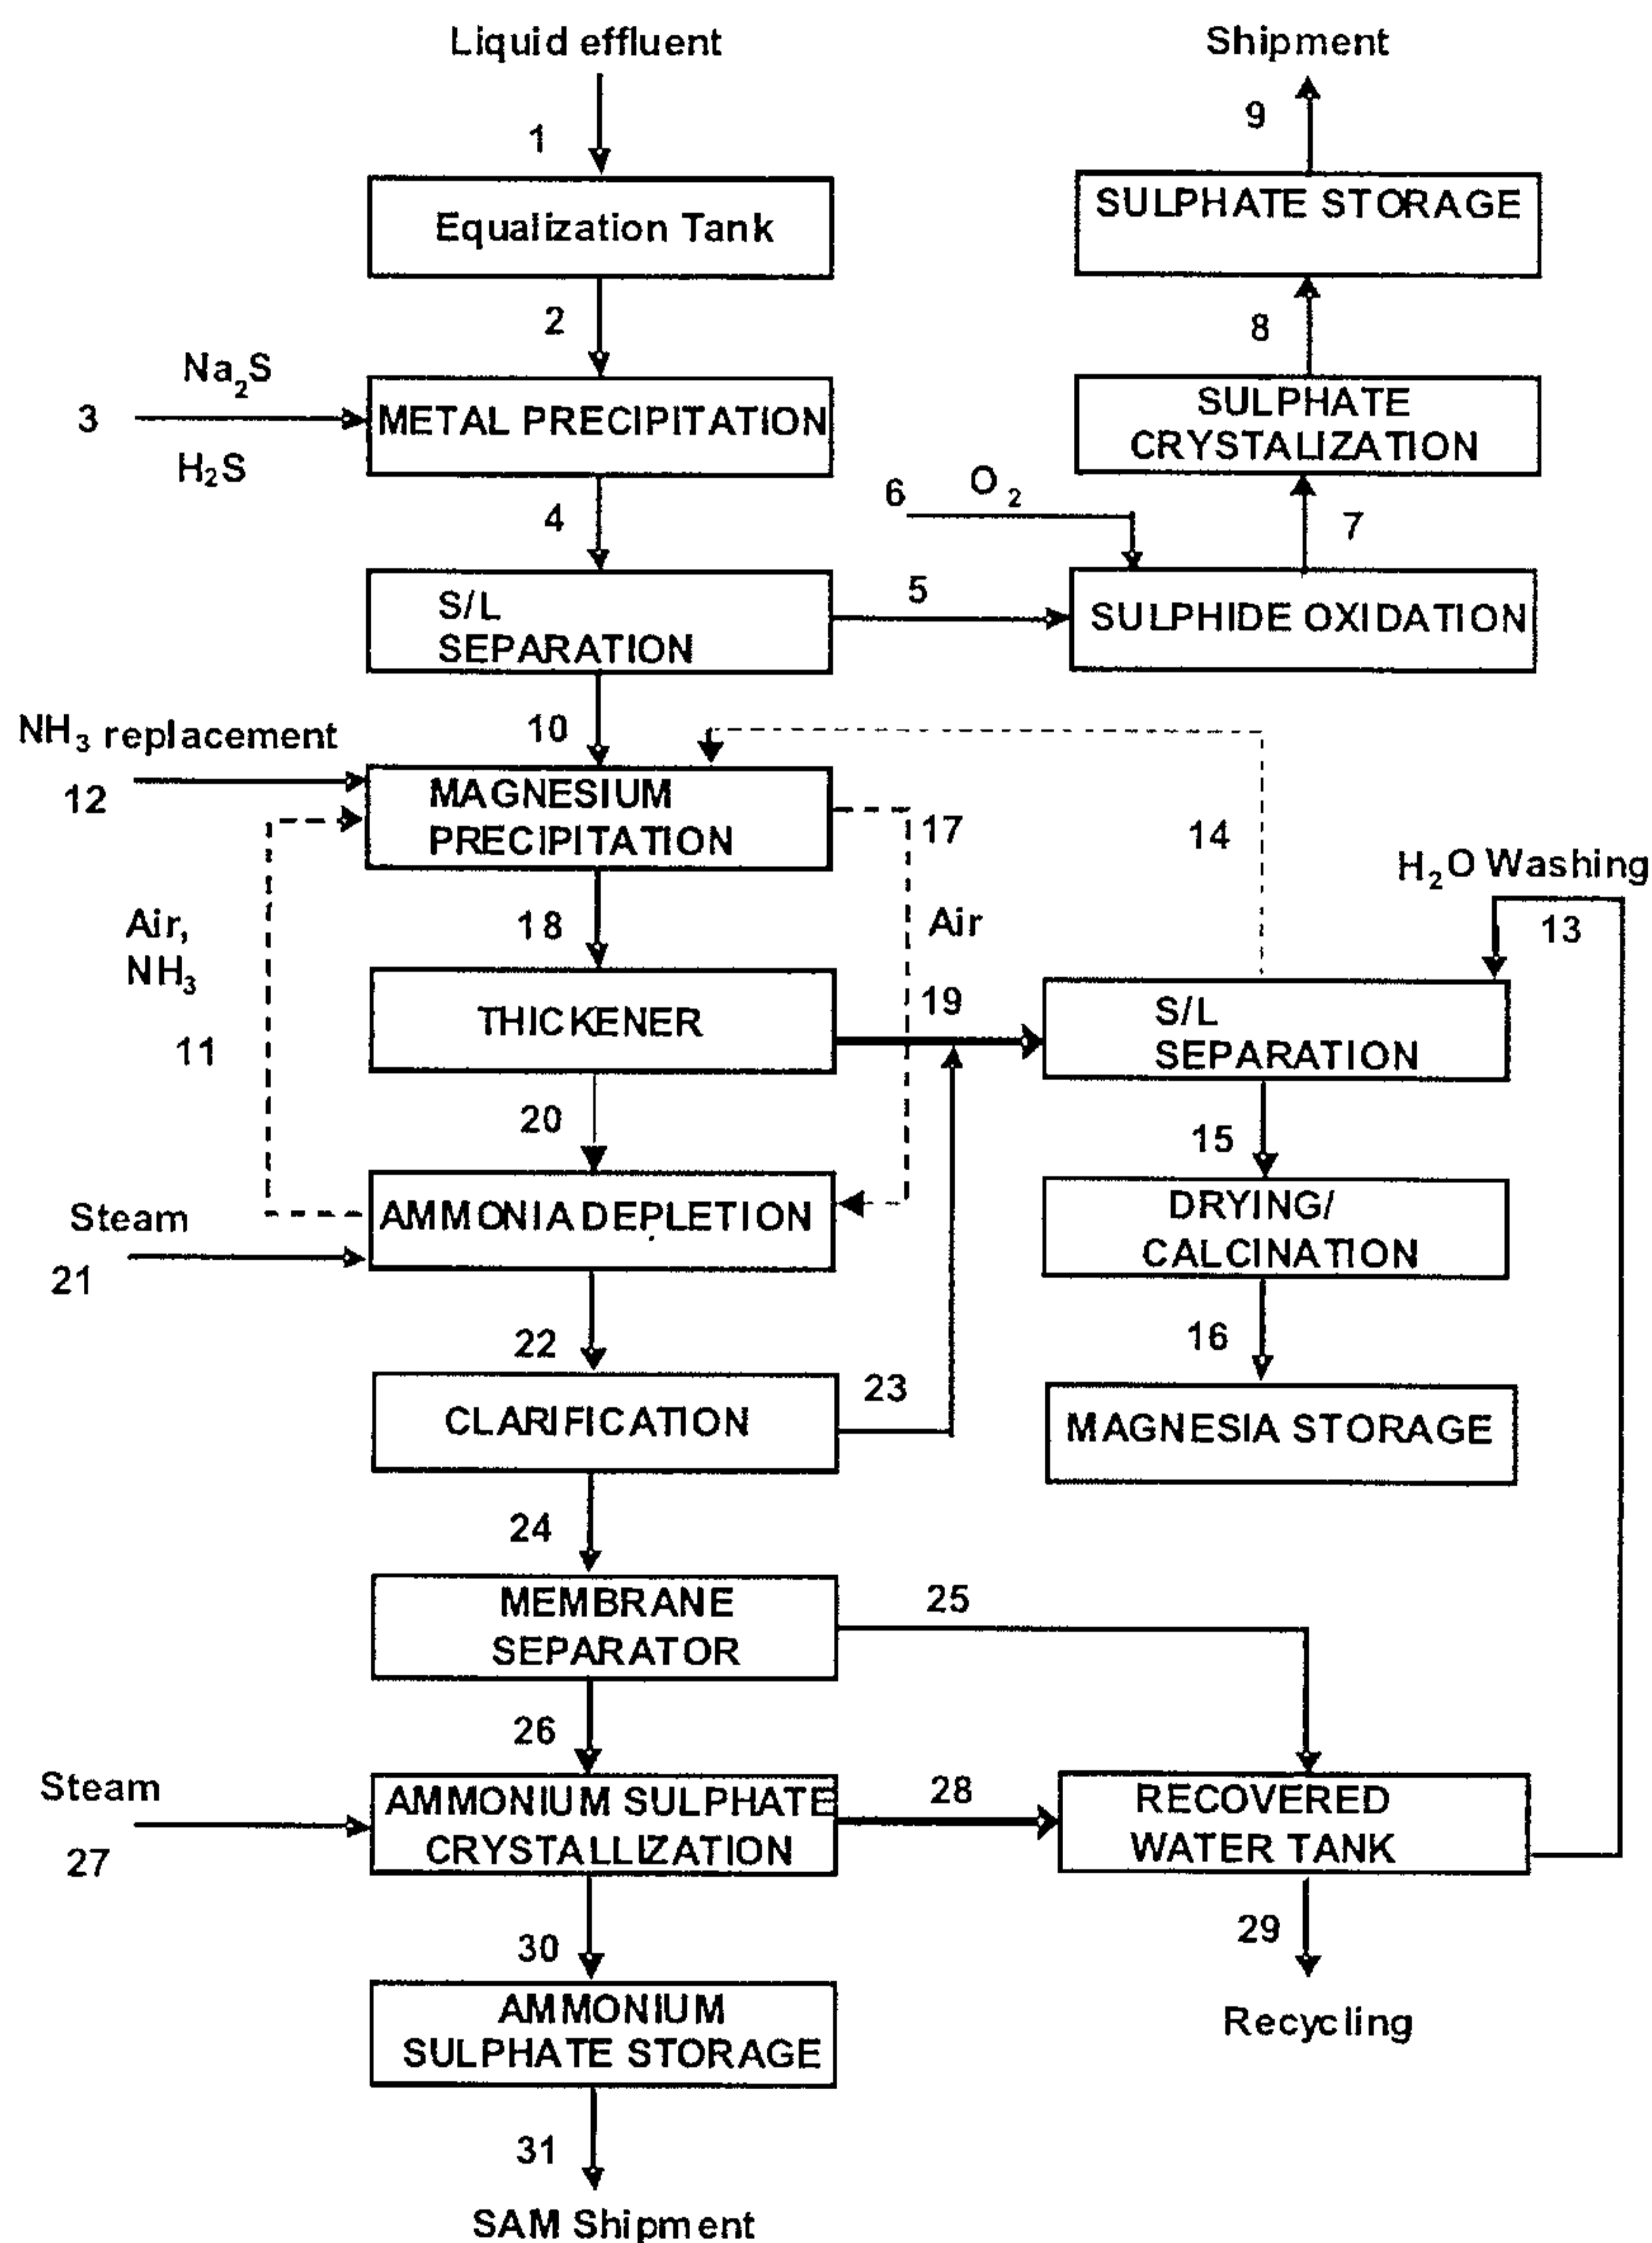 Liquid effluent
Shipment
1
9
Equalization Tank
SULPHATE STORAGE
2
8
Na₂S
3
H₂S
METAL PRECIPITATION
SULPHATE
CRYSTALIZATION
4
6
O₂
7
S/L
SEPARATION
5
SULPHIDE OXIDATION
NH₃ replacement
12
10
MAGNESIUM
PRECIPITATION
17
14
H₂O Washing
13
Air,
NH₃
11
18
Air
THICKENER
19
S/L
SEPARATION
20
15
Steam
21
AMMONIA DEPLETION
DRYING/
CALCINATION
22
16
CLARIFICATION
23
MAGNESIA STORAGE
24
MEMBRANE
SEPARATOR
25
26
Steam
27
AMMONIUM SULPHATE
CRYSTALLIZATION
28
RECOVERED
WATER TANK
30
29
AMMONIUM
SULPHATE STORAGE
Recycling
31
SAM Shipment